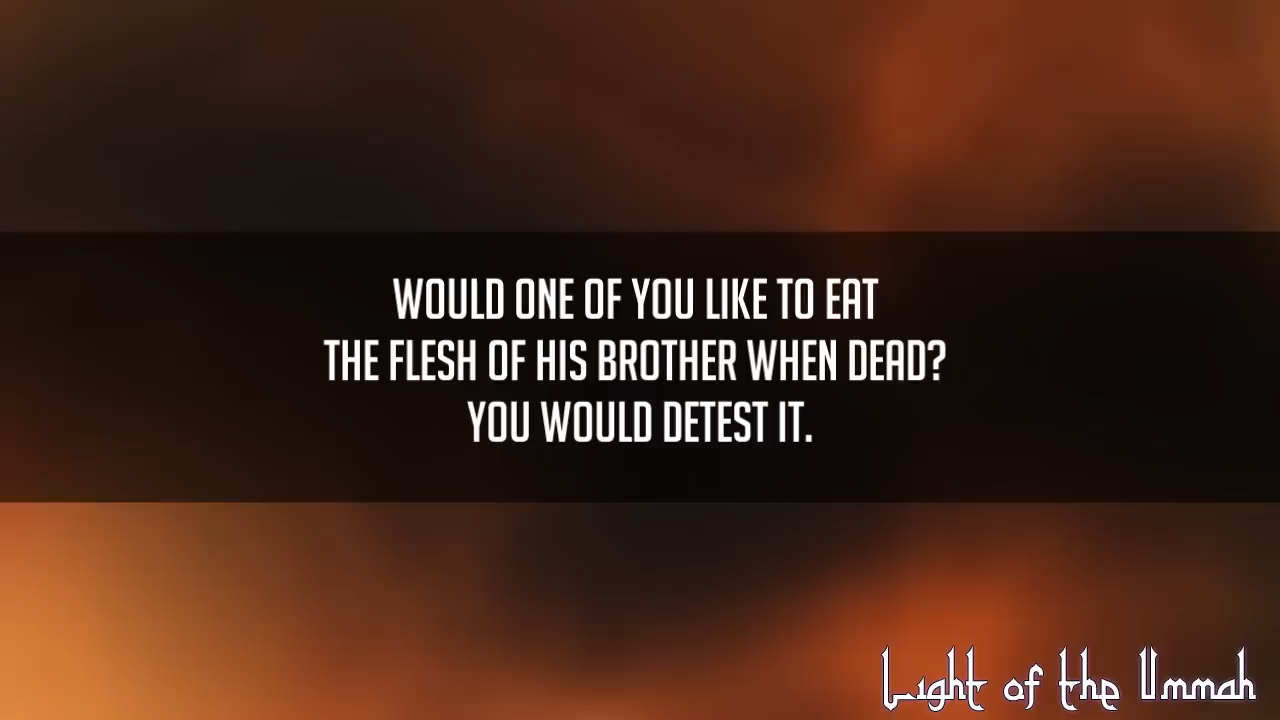 WOULD ONE OF YOU LIKE TO EAT
THE FLESH OF HIS BROTHER WHEN DEAD?
YOU WOULD DETEST IT.
Light of the Ummah